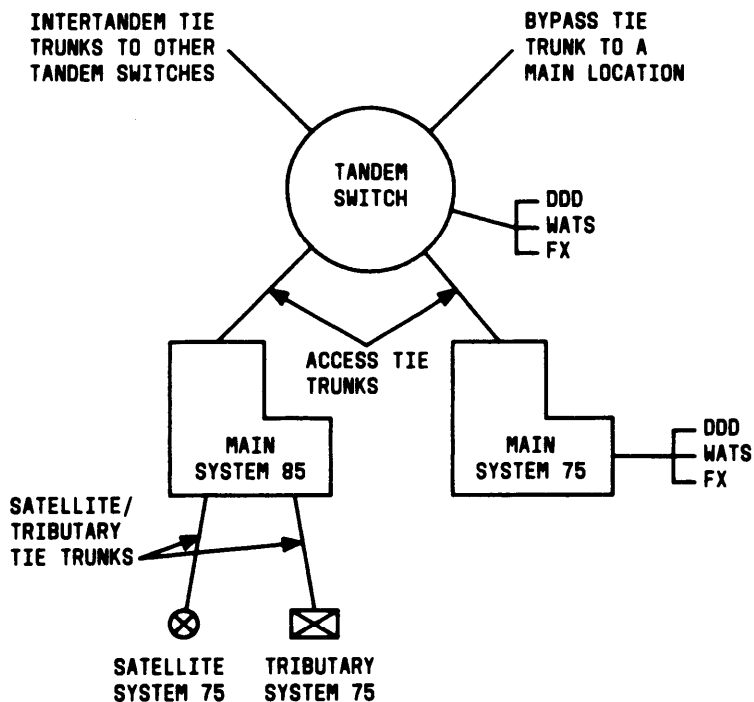 INTERTANDEM TIE
TRUNKS TO OTHER
TANDEM SWITCHES
BYPASS TIE
TRUNK TO A
MAIN LOCATION
TANDEM
SWITCH
DDD
WATS
FX
ACCESS TIE
TRUNKS
MAIN
SYSTEM 85
MAIN
SYSTEM 75
DDD
WATS
FX
SATELLITE/
TRIBUTARY
TIE TRUNKS
SATELLITE
SYSTEM 75
TRIBUTARY
SYSTEM 75